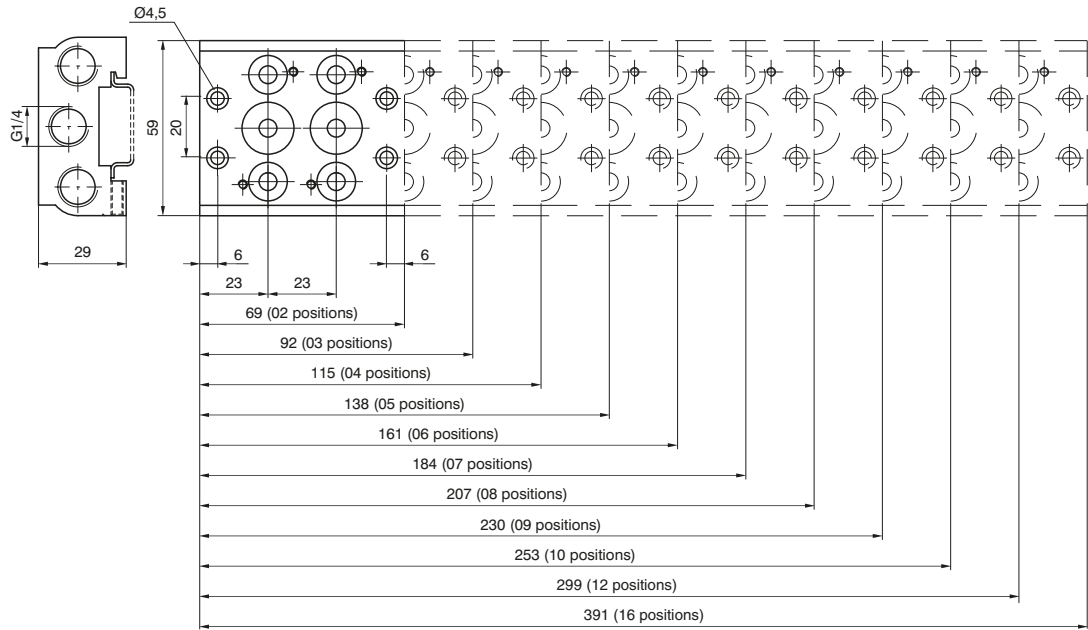 Ø4,5
G1/4
59
20
29
6
6
23
23
69 (02 positions)
92 (03 positions)
115 (04 positions)
138 (05 positions)
161 (06 positions)
184 (07 positions)
207 (08 positions)
230 (09 positions)
253 (10 positions)
299 (12 positions)
391 (16 positions)